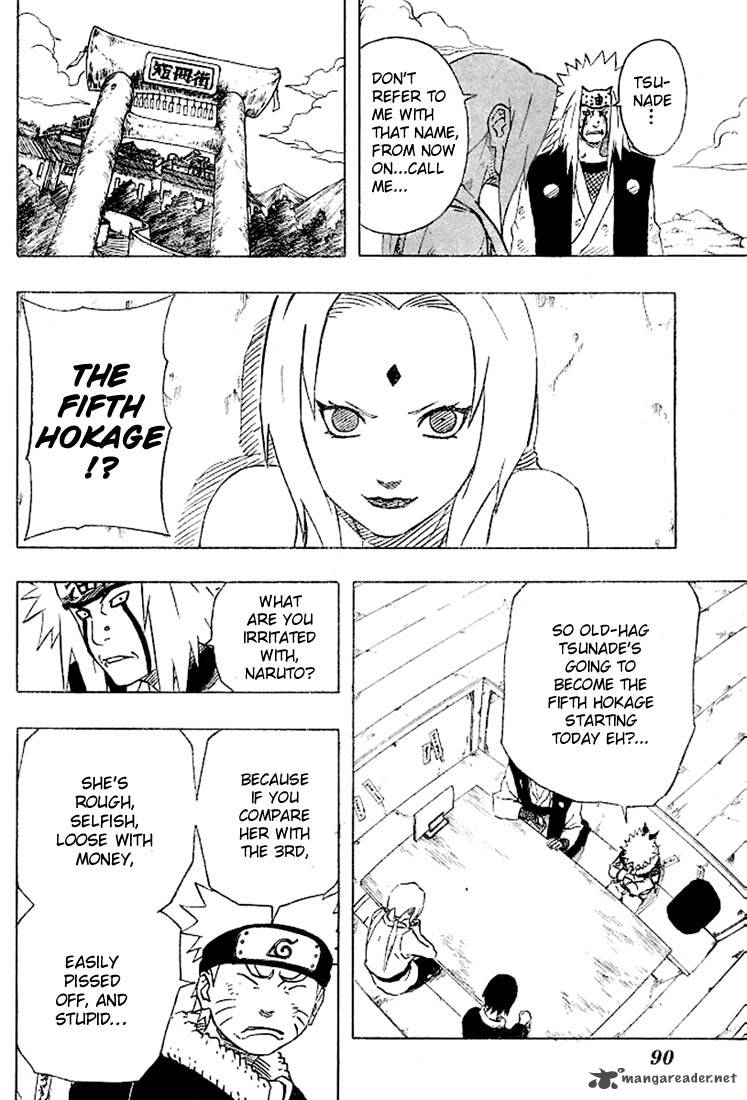 TSU-
NADE
...
DON'T
REFER TO
ME WITH
THAT NAME,
FROM NOW
ON...CALL
ME...
短冊街
THE
FIFTH
HOKAGE
!?
SO OLD-HAG
TSUNADE'S
GOING TO
BECOME THE
FIFTH HOKAGE
STARTING
TODAY EH?...
WHAT
ARE YOU
IRRITATED
WITH,
NARUTO?
BECAUSE
IF YOU
COMPARE
HER WITH
THE 3RD,
SHE'S
ROUGH,
SELFISH,
LOOSE WITH
MONEY,
EASILY
PISSED
OFF, AND
STUPID...
90
mangareader.net